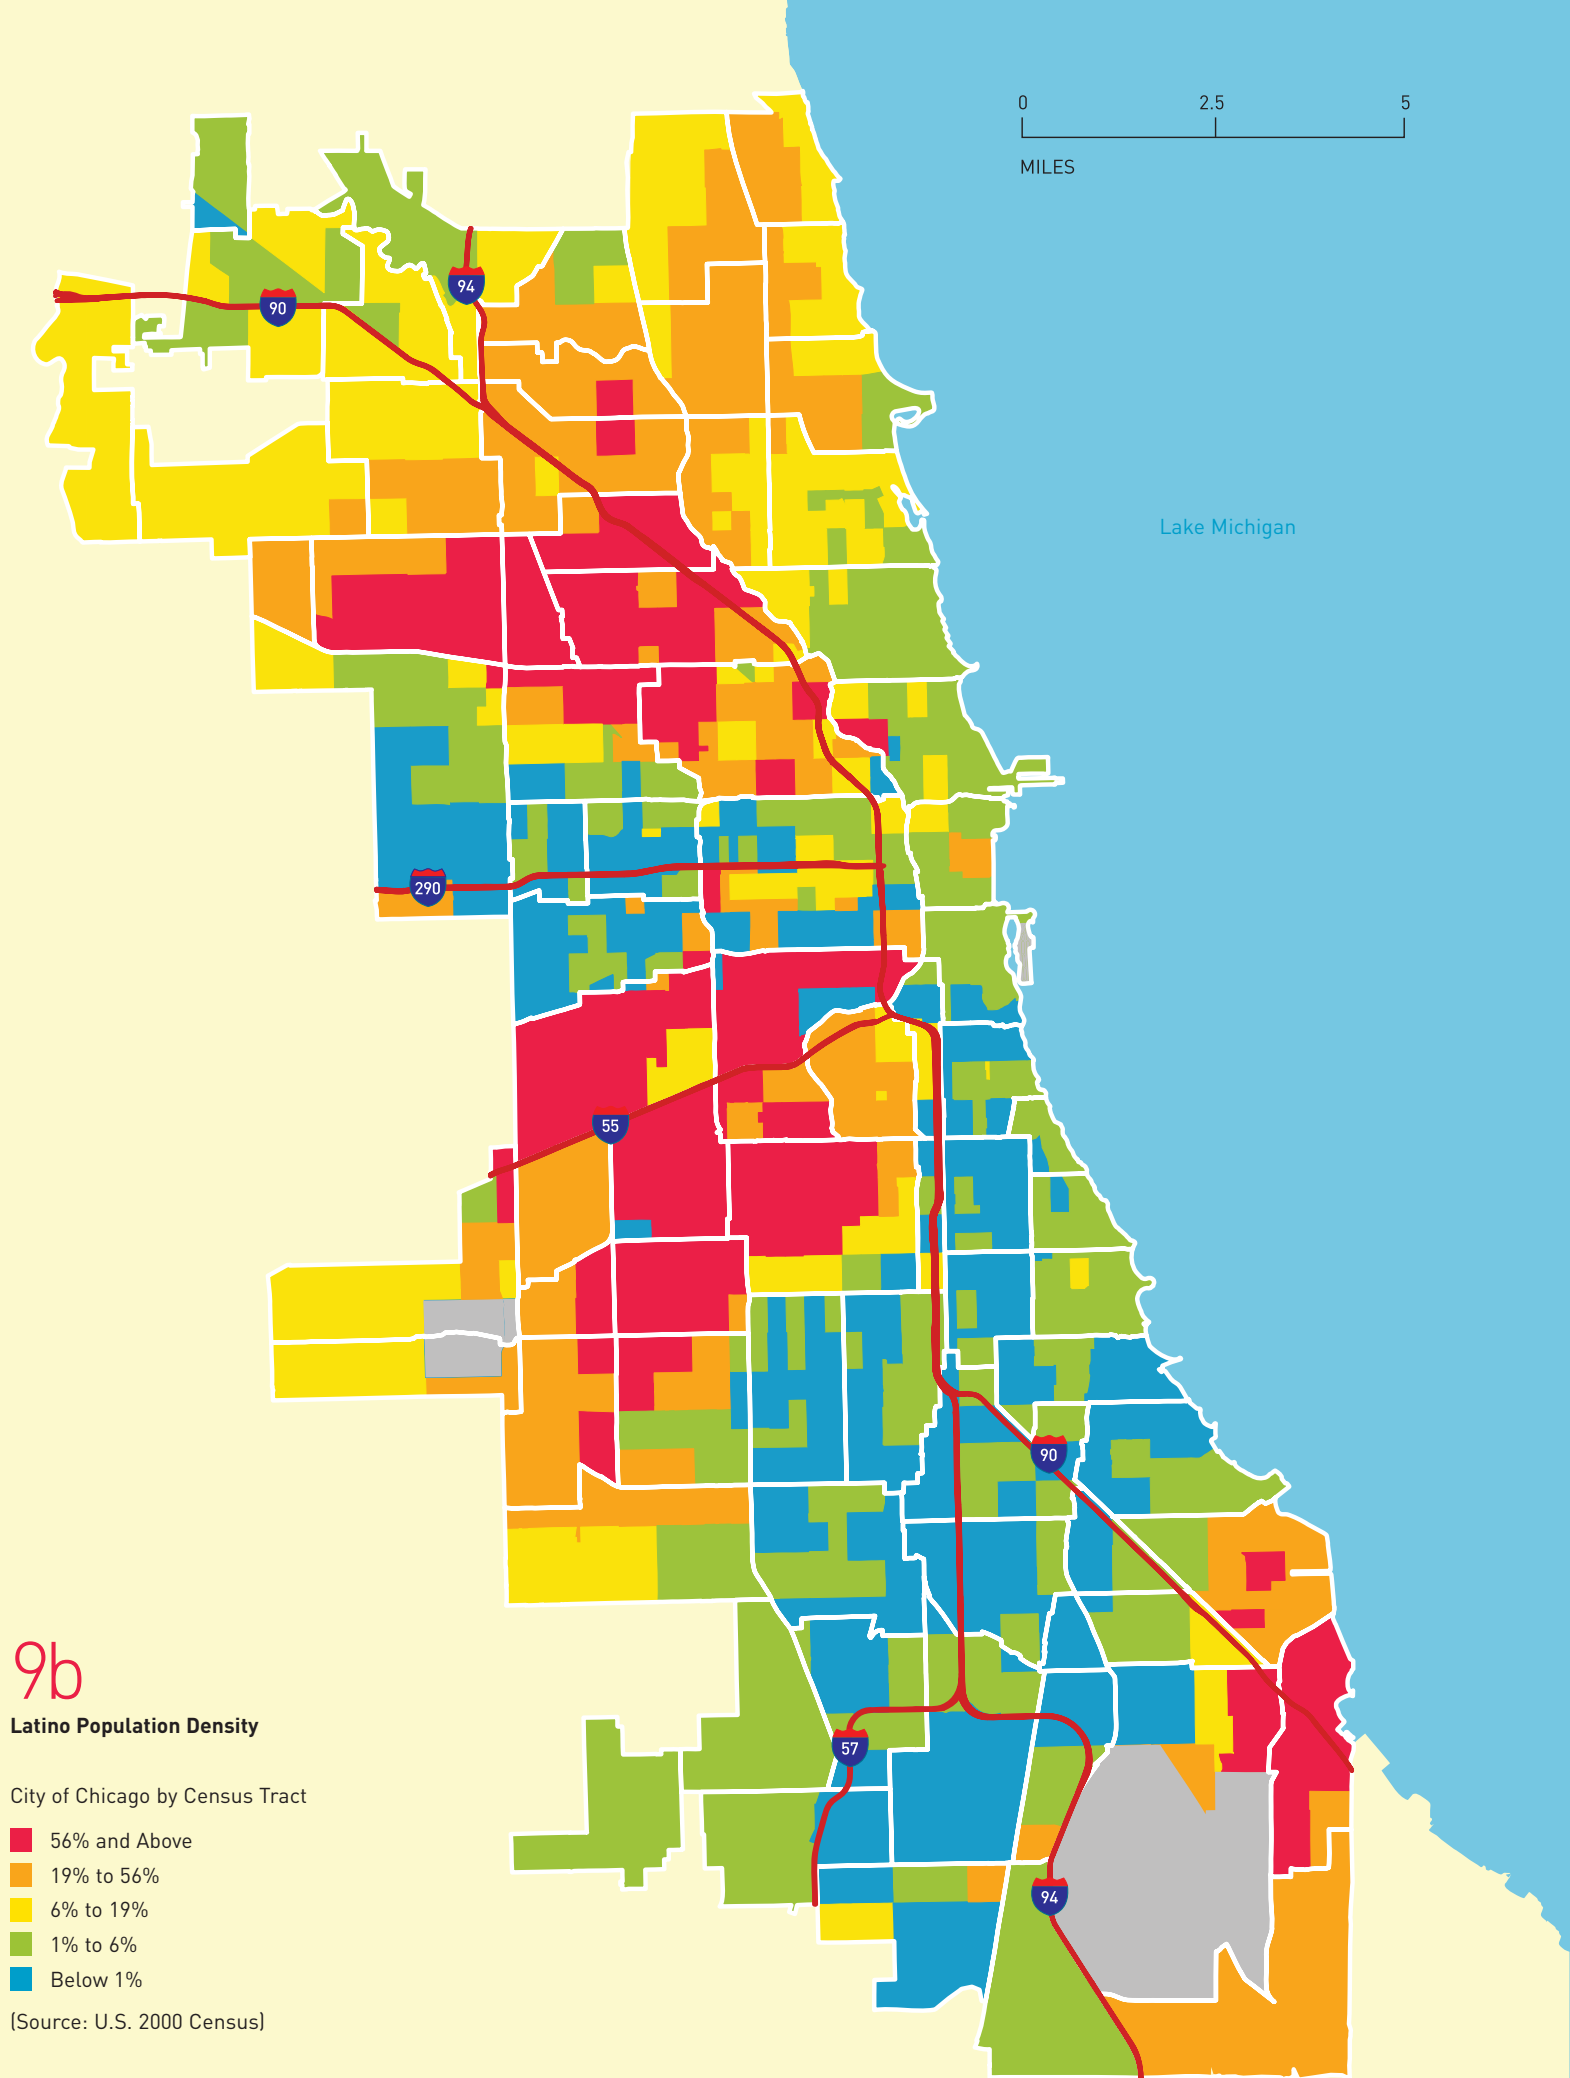 0 2.5 5
MILES
94
90
Lake Michigan
290
55
90
57
94
9b
Latino Population Density
City of Chicago by Census Tract
56% and Above
19% to 56%
6% to 19%
1% to 6%
Below 1%
(Source: U.S. 2000 Census)